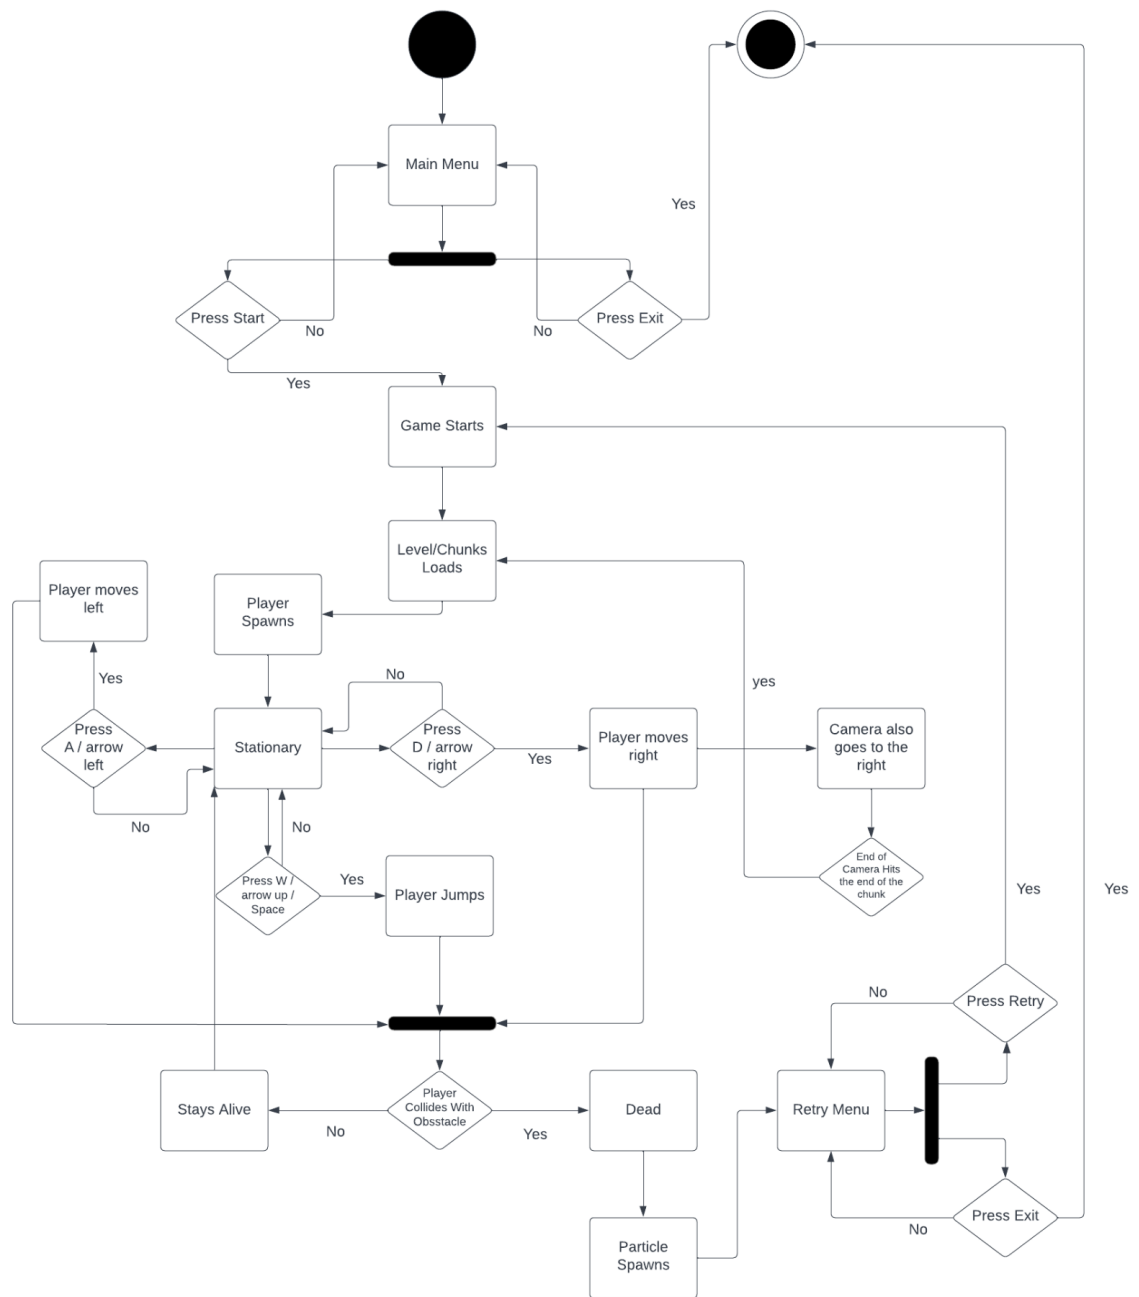 Main Menu
Yes
Press Start
No
No
Press Exit
Yes
Game Starts
Level/Chunks
Loads
Player moves
left
Player
Spawns
Yes
No
yes
Press
A / arrow
left
Stationary
Press
D / arrow
right
Yes
Player moves
right
Camera also
goes to the
right
No
No
End of
Camera Hits
the end of the
chunk
Press W /
arrow up /
Space
Yes
Player Jumps
Yes
Yes
No
Press Retry
Stays Alive
No
Player
Collides With
Obsstacle
Yes
Dead
Retry Menu
No
Press Exit
Particle
Spawns